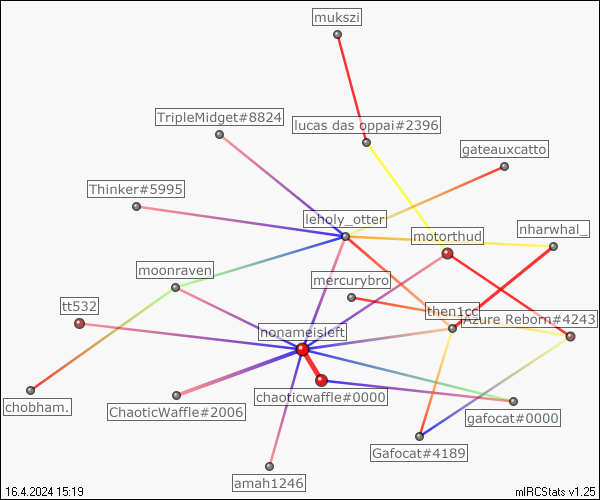 mukszi
TripleMidget#8824
lucas das oppai#2396
gateauxcatto
Thinker#5995
leholy_otter
nharwhal_
motorthud
moonraven
mercurybro
tt532
then1cc
Azure Reborn#4243
nonameisleft
chaoticwaffle#0000
chobham.
ChaoticWaffle#2006
gafocat#0000
Gafocat#4189
amah1246
16.4.2024 15:19
mIRCStats v1.25